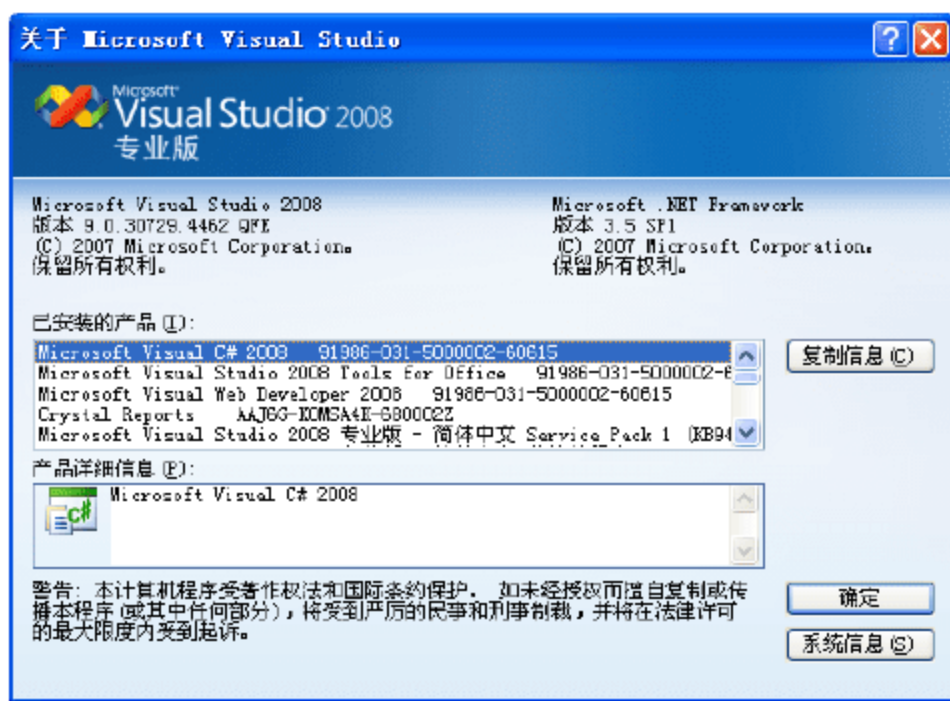 关于 Microsoft Visual Studio
Microsoft
Visual Studio 2008
专业版
Microsoft Visual Studio 2008
版本 9.0.30729.4462 QFE
(C) 2007 Microsoft Corporation。
保留所有权利。
Microsoft .NET Framework
版本 3.5 SP1
(C) 2007 Microsoft Corporation。
保留所有权利。
已安装的产品(I):
Microsoft Visual C# 2008 91986-031-5000002-60615
Microsoft Visual Studio 2008 Tools for Office 91986-031-5000002-6
Microsoft Visual Web Developer 2008 91986-031-5000002-60615
Crystal Reports
Microsoft Visual Studio 2008 专业版 - 简体中文 Service Pack 1 (KB94
复制信息(C)
产品详细信息(P):
Microsoft Visual C# 2008
警告: 本计算机程序受著作权法和国际条约保护. 如未经授权而擅自复制或传
播本程序(或其中任何部分),将受到严厉的民事和刑事制裁,并将在法律许可
的最大限度内受到起诉。
确定
系统信息(S)